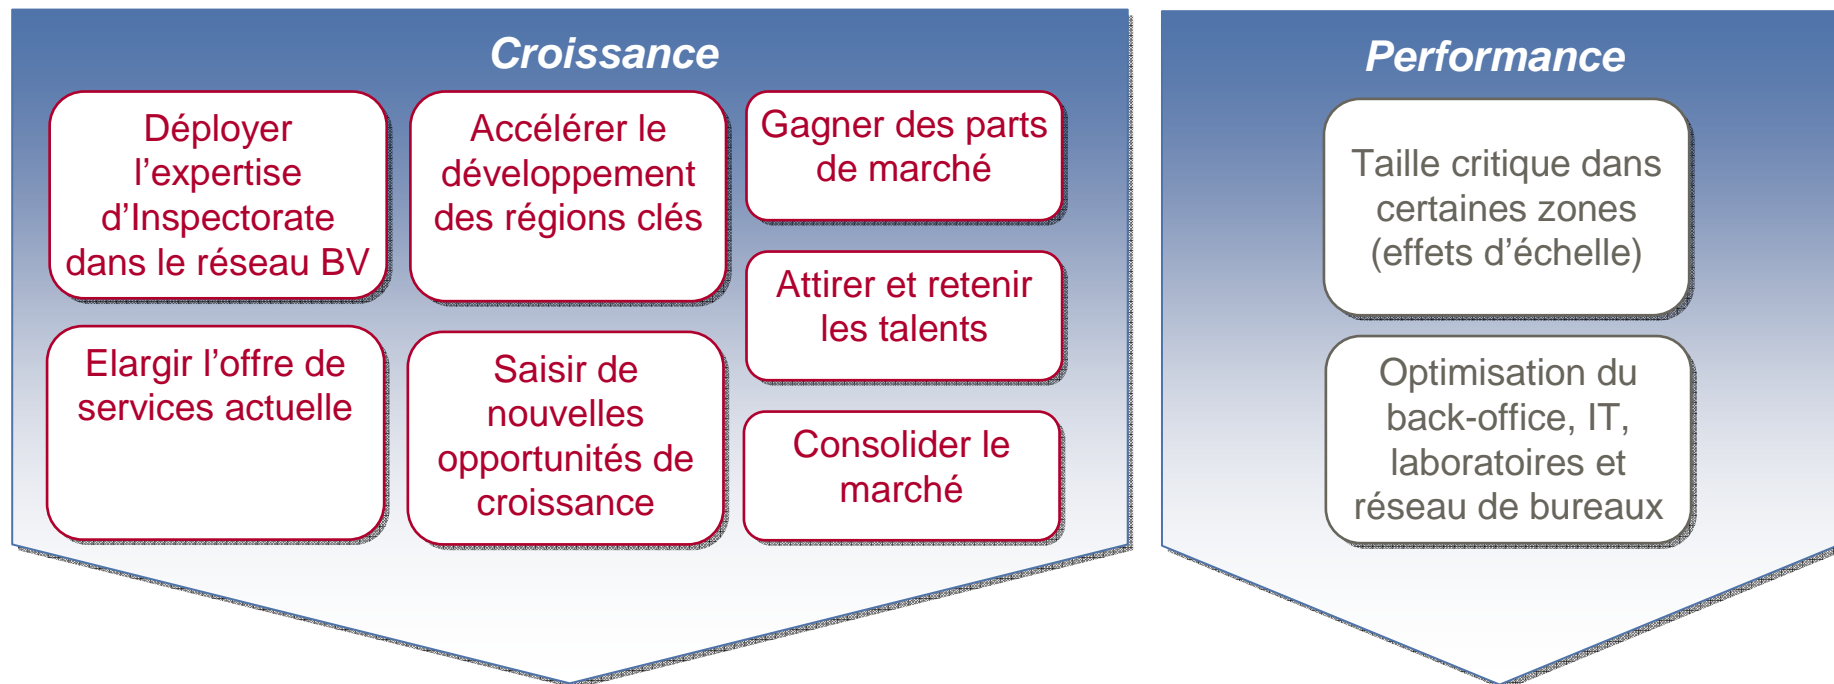 Croissance
Déployer
l’expertise
d’Inspectorate
dans le réseau BV
Accélérer le
développement
des régions clés
Gagner des parts
de marché
Attirer et retenir
les talents
Elargir l’offre de
services actuelle
Saisir de
nouvelles
opportunités de
croissance
Consolider le
marché
Performance
Taille critique dans
certaines zones
(effets d’échelle)
Optimisation du
back-office, IT,
laboratoires et
réseau de bureaux